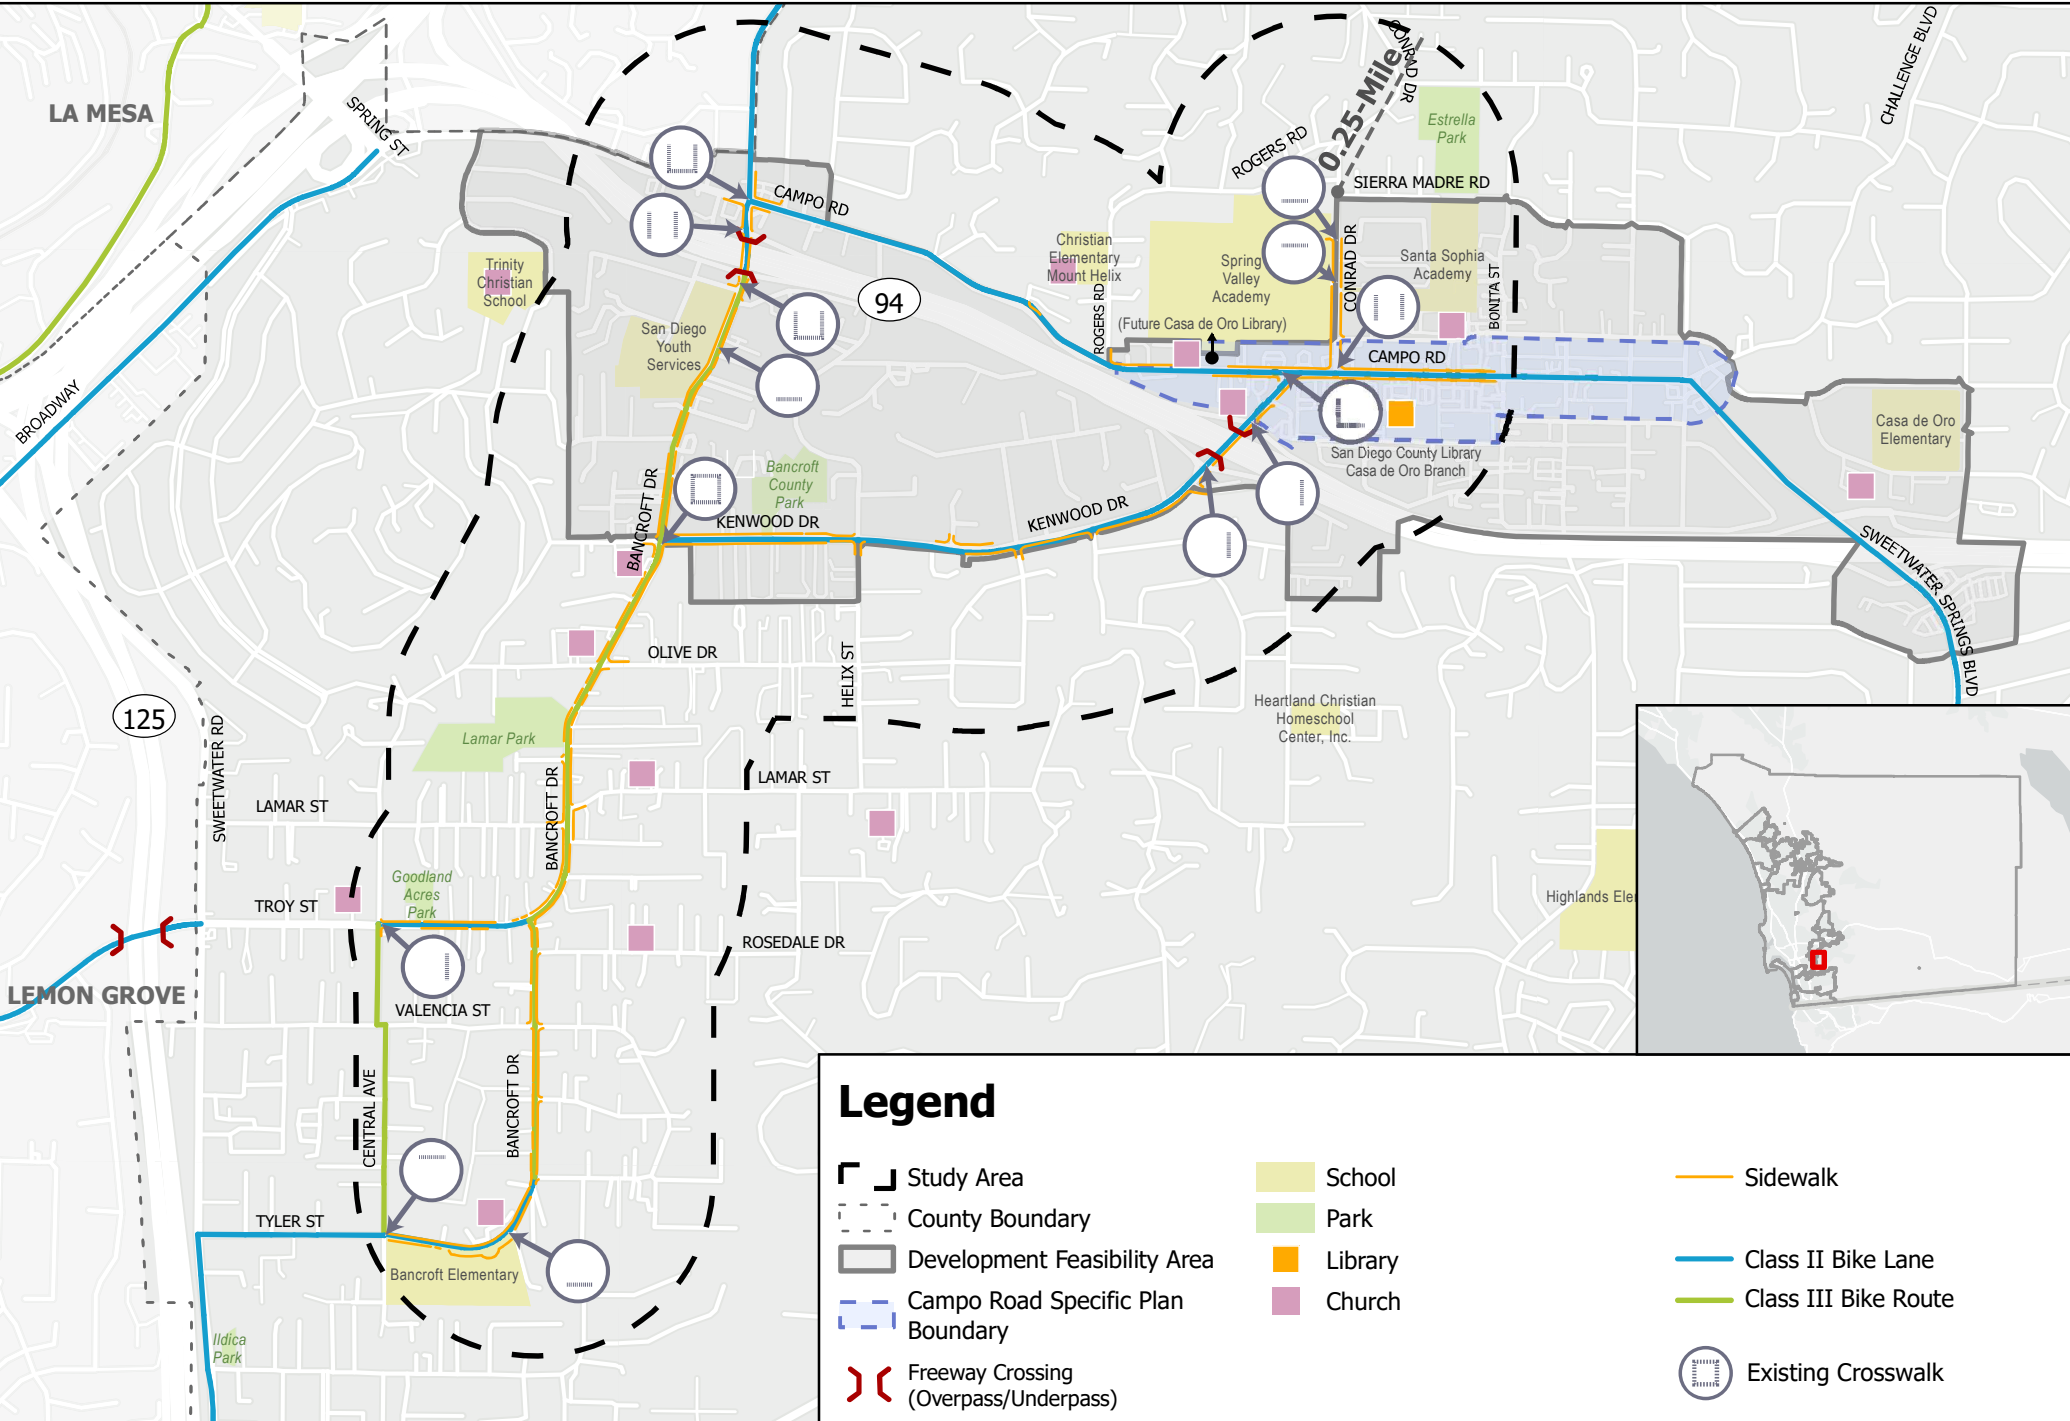 LA MESA
SPRING ST
BROADWAY
CAMPO RD
94
Trinity
Christian
School
San Diego
Youth
Services
Bancroft
County
Park
BANCROFT DR
KENWOOD DR
KENWOOD DR
Christian
Elementary
Mount Helix
ROGERS RD
ROGERS RD
0.25-Mile
CONRAD DR
CHALLENGE BLVD
Estrella
Park
SIERRA MADRE RD
Spring
Valley
Academy
(Future Casa de Oro Library)
CONRAD DR
Santa Sophia
Academy
BONITA ST
CAMPO RD
San Diego County Library
Casa de Oro Branch
Casa de Oro
Elementary
SWEETWATER SPRINGS BLVD
OLIVE DR
HELIX ST
125
SWEETWATER RD
Lamar Park
BANCROFT DR
LAMAR ST
LAMAR ST
Heartland Christian
Homeschool
Center, Inc.
Highlands Ele
Goodland
Acres
Park
TROY ST
ROSEDALE DR
LEMON GROVE
VALENCIA ST
CENTRAL AVE
BANCROFT DR
TYLER ST
Bancroft Elementary
Ildica
Park
Legend
Study Area
County Boundary
Development Feasibility Area
Campo Road Specific Plan
Boundary
Freeway Crossing
(Overpass/Underpass)
School
Park
Library
Church
Sidewalk
Class II Bike Lane
Class III Bike Route
Existing Crosswalk